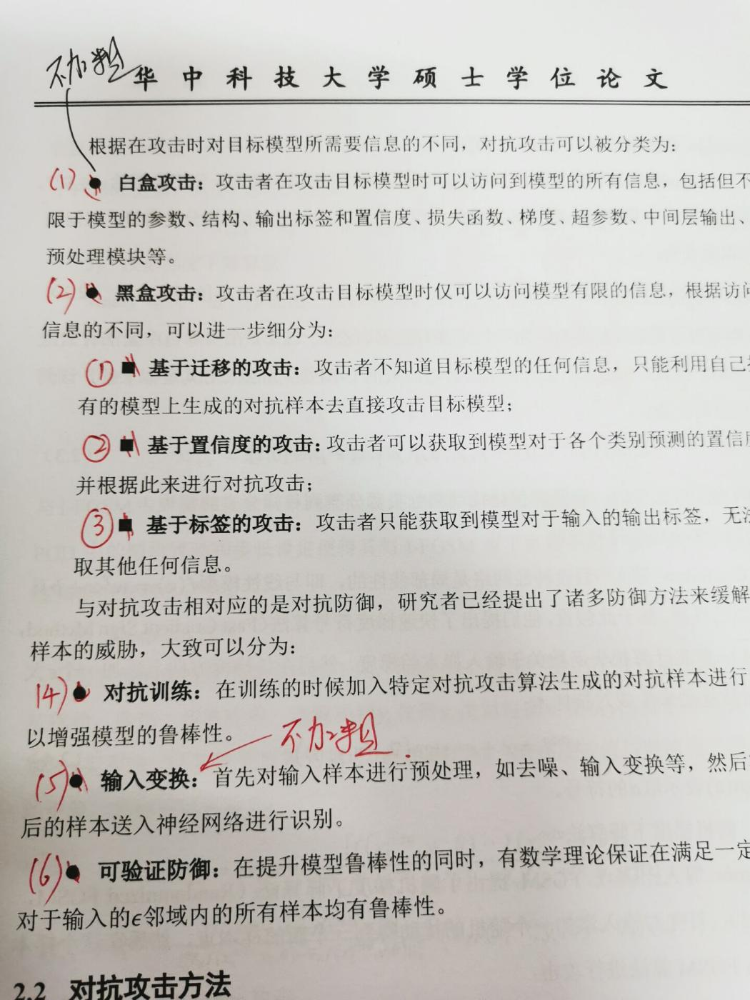 不加粗
华中科技大学硕士学位论文
根据在攻击时对目标模型所需要信息的不同，对抗攻击可以被分类为：
(1) ● 白盒攻击：攻击者在攻击目标模型时可以访问到模型的所有信息，包括但不
限于模型的参数、结构、输出标签和置信度、损失函数、梯度、超参数、中间层输出、
预处理模块等。
(2) ● 黑盒攻击：攻击者在攻击目标模型时仅可以访问模型有限的信息，根据访问
信息的不同，可以进一步细分为：
① ■ 基于迁移的攻击：攻击者不知道目标模型的任何信息，只能利用自己
有的模型上生成的对抗样本去直接攻击目标模型；
② ■ 基于置信度的攻击：攻击者可以获取到模型对于各个类别预测的置信度
并根据此来进行对抗攻击；
③ ■ 基于标签的攻击：攻击者只能获取到模型对于输入的输出标签，无法
取其他任何信息。
与对抗攻击相对应的是对抗防御，研究者已经提出了诸多防御方法来缓解
样本的威胁，大致可以分为：
(4) ● 对抗训练：在训练的时候加入特定对抗攻击算法生成的对抗样本进行
以增强模型的鲁棒性。
不加粗.
(5) ● 输入变换：首先对输入样本进行预处理，如去噪、输入变换等，然后
后的样本送入神经网络进行识别。
(6) ● 可验证防御：在提升模型鲁棒性的同时，有数学理论保证在满足一定
对于输入的ϵ邻域内的所有样本均有鲁棒性。
2.2 对抗攻击方法